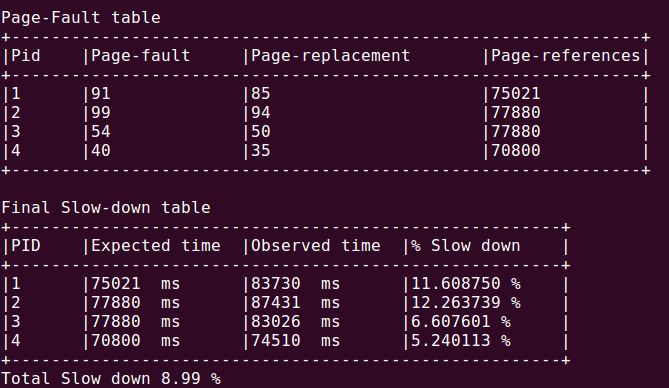 Page-Fault table
+---------------------------------------------------------------+
|Pid    |Page-fault     |Page-replacement       |Page-references|
+---------------------------------------------------------------+
|1      |91             |85                     |75021          |
|2      |99             |94                     |77880          |
|3      |54             |50                     |77880          |
|4      |40             |35                     |70800          |
+---------------------------------------------------------------+
Final Slow-down table
+-------------------------------------------------------+
|PID    |Expected time  |Observed time  |% Slow down    |
+-------------------------------------------------------+
|1      |75021  ms      |83730  ms      |11.608750 %    |
|2      |77880  ms      |87431  ms      |12.263739 %    |
|3      |77880  ms      |83026  ms      |6.607601 %     |
|4      |70800  ms      |74510  ms      |5.240113 %     |
+-------------------------------------------------------+
Total Slow down 8.99 %